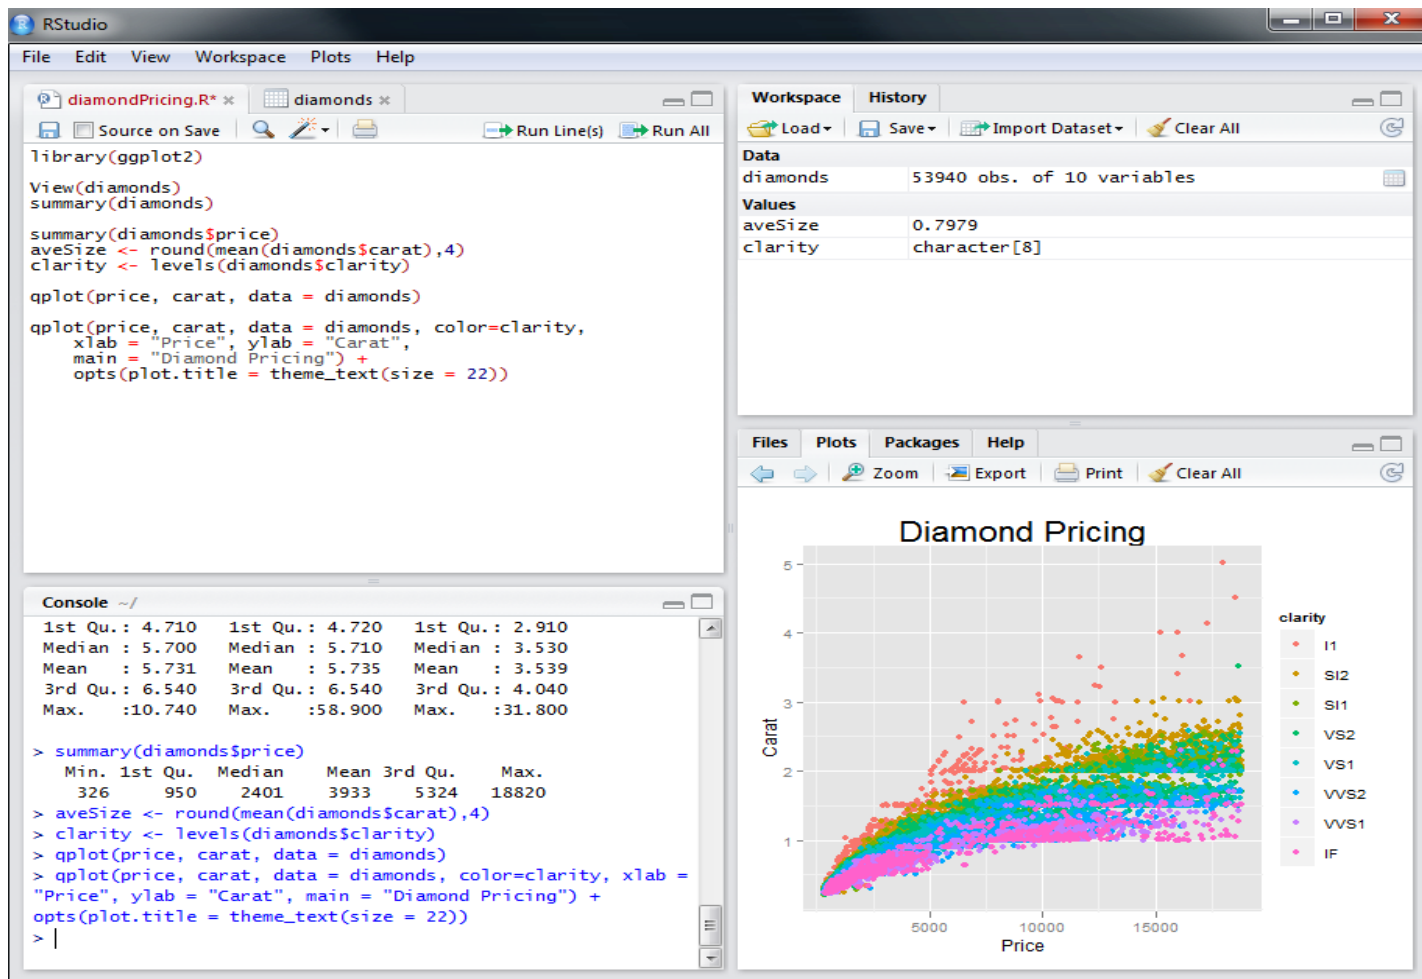 RStudio
File Edit View Workspace Plots Help
diamondPricing.R* diamonds
Source on Save Run Line(s) Run All
library(ggplot2)
View(diamonds)
summary(diamonds)
summary(diamonds$price)
aveSize <- round(mean(diamonds$carat),4)
clarity <- levels(diamonds$clarity)
qplot(price, carat, data = diamonds)
qplot(price, carat, data = diamonds, color=clarity,
xlab = "Price", ylab = "Carat",
main = "Diamond Pricing") +
opts(plot.title = theme_text(size = 22))
Console ~/
1st Qu.: 4.710 1st Qu.: 4.720 1st Qu.: 2.910
Median : 5.700 Median : 5.710 Median : 3.530
Mean : 5.731 Mean : 5.735 Mean : 3.539
3rd Qu.: 6.540 3rd Qu.: 6.540 3rd Qu.: 4.040
Max. :10.740 Max. :58.900 Max. :31.800
> summary(diamonds$price)
Min. 1st Qu. Median Mean 3rd Qu. Max.
326 950 2401 3933 5324 18820
> aveSize <- round(mean(diamonds$carat),4)
> clarity <- levels(diamonds$clarity)
> qplot(price, carat, data = diamonds)
> qplot(price, carat, data = diamonds, color=clarity, xlab =
"Price", ylab = "Carat", main = "Diamond Pricing") +
opts(plot.title = theme_text(size = 22))
>
Workspace History
Load Save Import Dataset Clear All
Data
diamonds 53940 obs. of 10 variables
Values
aveSize 0.7979
clarity character[8]
Files Plots Packages Help
Zoom Export Print Clear All
Diamond Pricing
5
4
3
2
1
Carat
5000 10000 15000
Price
clarity
I1
SI2
SI1
VS2
VS1
VVS2
VVS1
IF